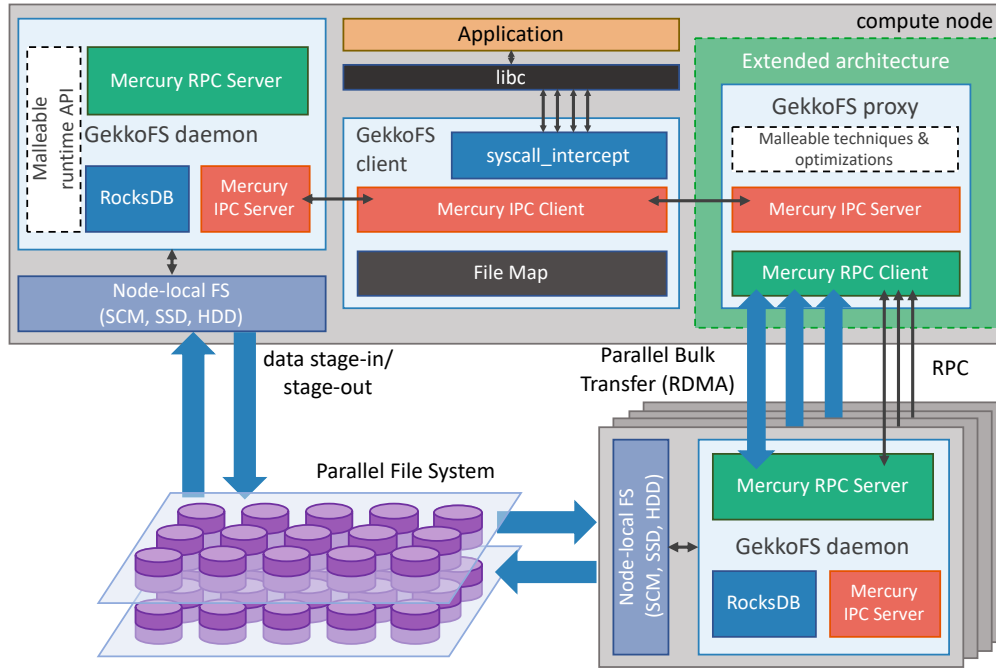 compute node
Malleable
runtime API
Mercury RPC Server
GekkoFS daemon
RocksDB
Mercury
IPC Server
Node-local FS
(SCM, SSD, HDD)
Application
libc
GekkoFS
client
syscall_intercept
Mercury IPC Client
File Map
Extended architecture
GekkoFS proxy
Malleable techniques &
optimizations
Mercury IPC Server
Mercury RPC Client
data stage-in/
stage-out
Parallel Bulk
Transfer (RDMA)
RPC
Parallel File System
Node-local FS
(SCM, SSD, HDD)
Mercury RPC Server
GekkoFS daemon
RocksDB
Mercury
IPC Server